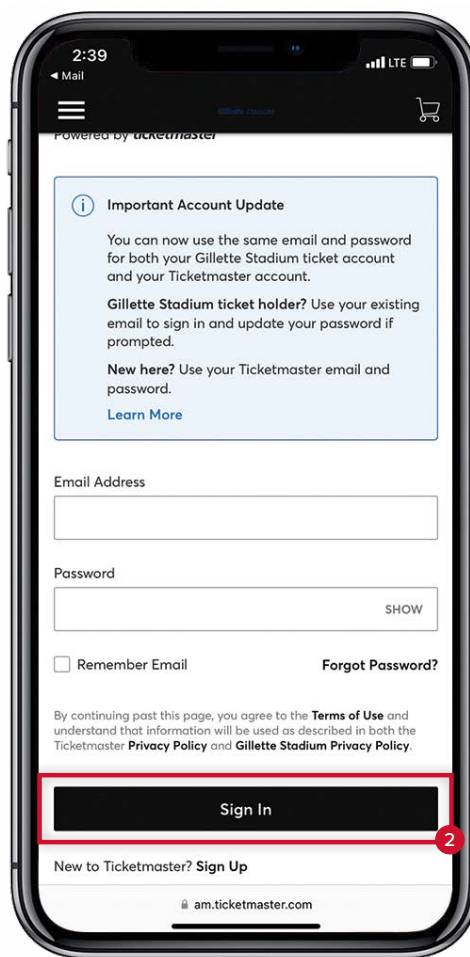 2:39
LTE
Mail
Powered by ticketmaster
Important Account Update
You can now use the same email and password
for both your Gillette Stadium ticket account
and your Ticketmaster account.
Gillette Stadium ticket holder? Use your existing
email to sign in and update your password if
prompted.
New here? Use your Ticketmaster email and
password.
Learn More
Email Address
Password
SHOW
Remember Email Forgot Password?
By continuing past this page, you agree to the Terms of Use and
understand that information will be used as described in both the
Ticketmaster Privacy Policy and Gillette Stadium Privacy Policy.
Sign In
2
New to Ticketmaster? Sign Up
am.ticketmaster.com